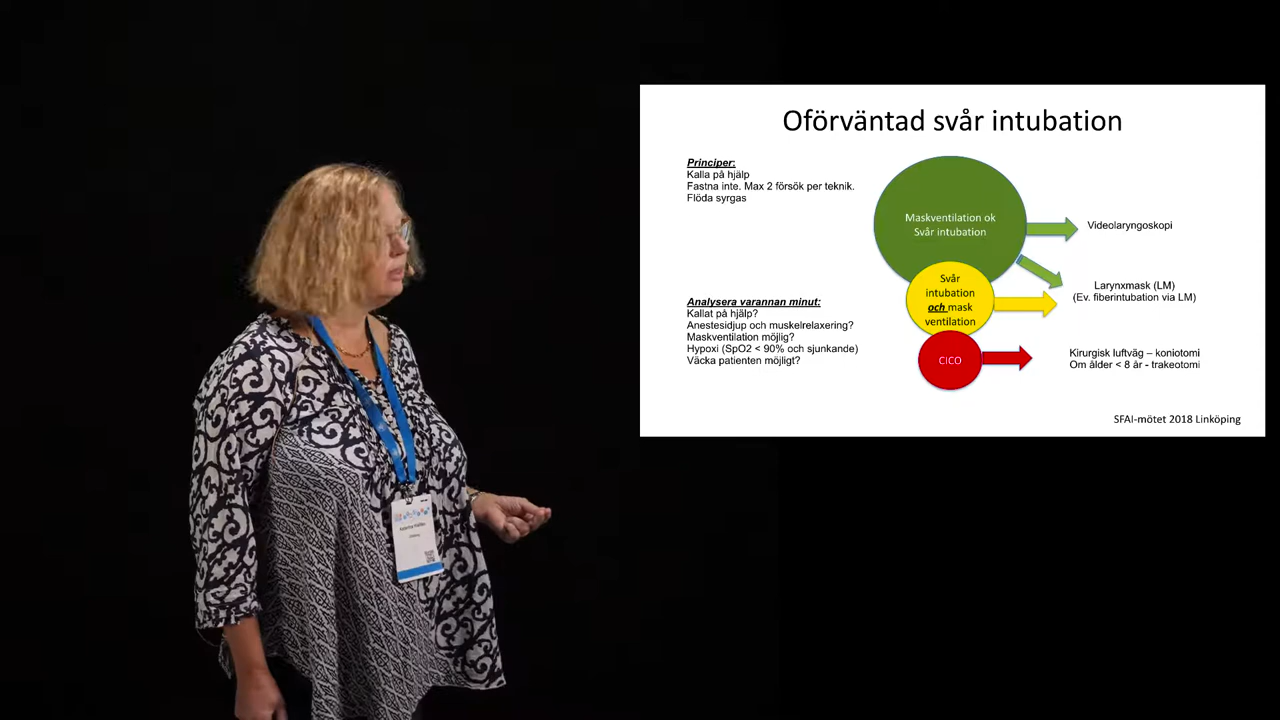 Oförväntad svår intubation
Principer:
Kalla på hjälp
Fastna inte. Max 2 försök per teknik.
Flöda syrgas
Maskventilation ok
Svår intubation
Videolaryngoskopi
Svår
intubation
och mask
ventilation
Larynxmask (LM)
(Ev. fiberintubation via LM)
Analysera varannan minut:
Kallat på hjälp?
Anestesidjup och muskelrelaxering?
Maskventilation möjlig?
Hypoxi (SpO2 < 90% och sjunkande)
Väcka patienten möjligt?
CICO
Kirurgisk luftväg – koniotomi
Om ålder < 8 år - trakeotomi
SFAI-mötet 2018 Linköping